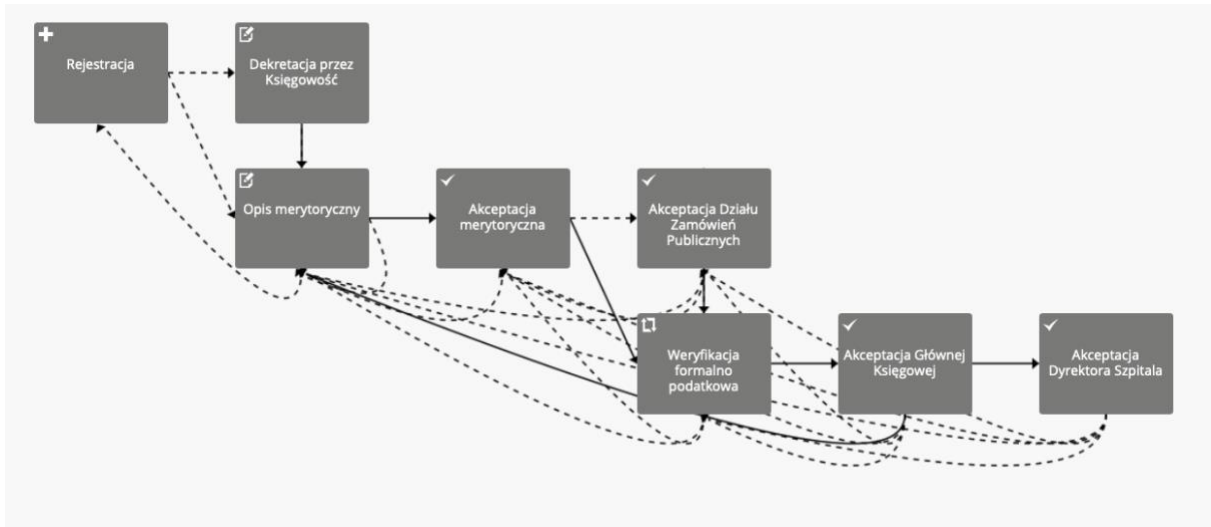 Rejestracja
Dekretacja przez
Księgowość
Opis merytoryczny
Akceptacja
merytoryczna
Akceptacja Działu
Zamówień
Publicznych
Weryfikacja
formalno
podatkowa
Akceptacja Głównej
Księgowej
Akceptacja
Dyrektora Szpitala